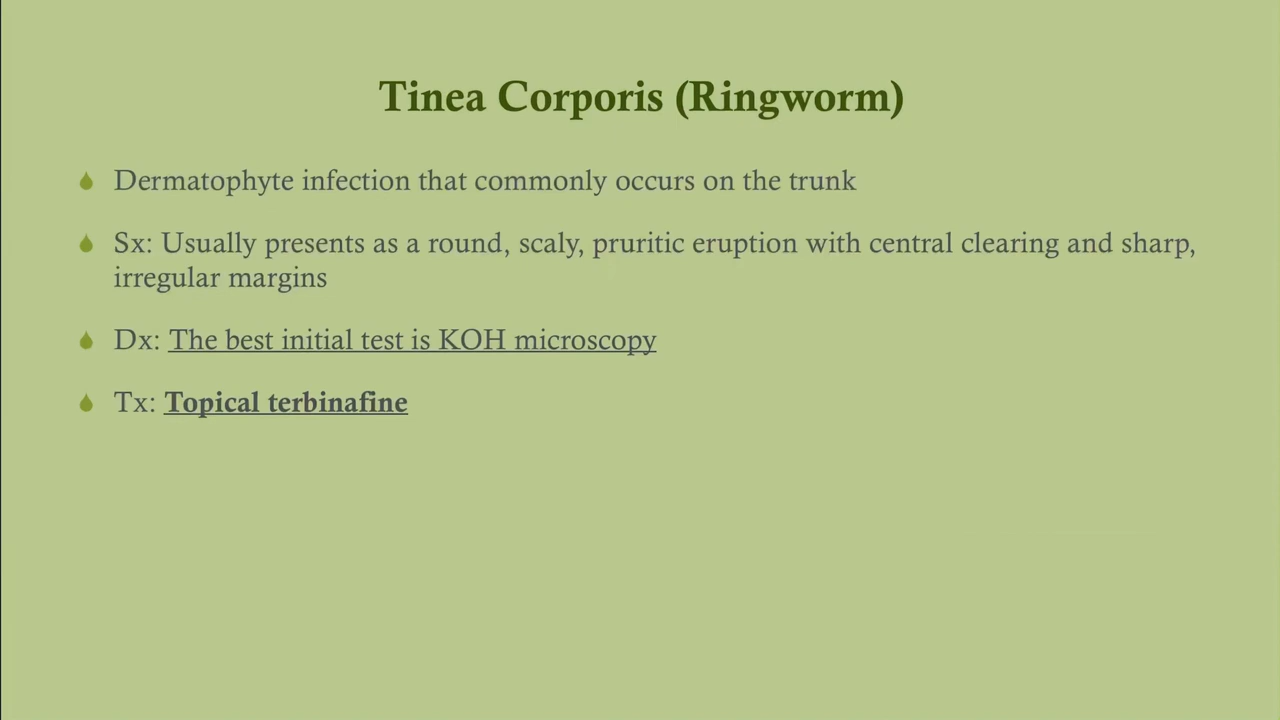 Tinea Corporis (Ringworm)
Dermatophyte infection that commonly occurs on the trunk
Sx: Usually presents as a round, scaly, pruritic eruption with central clearing and sharp,
irregular margins
Dx: The best initial test is KOH microscopy
Tx: Topical terbinafine